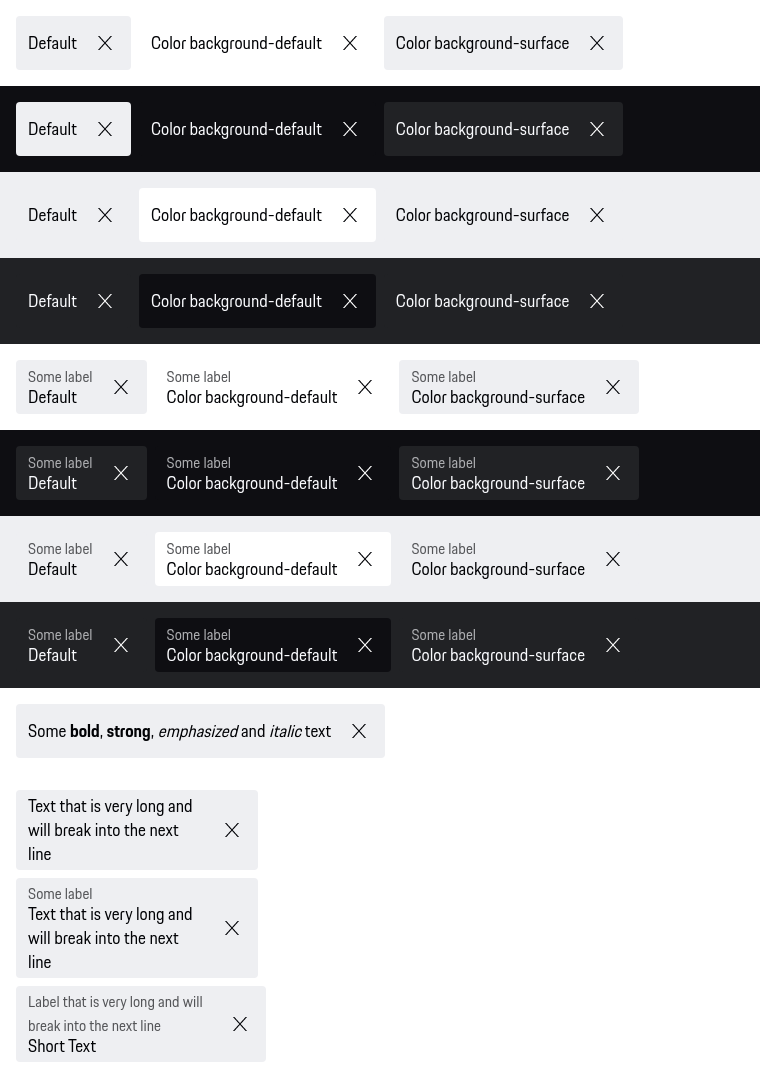 Default Color background-default Color background-surface
Default Color background-default Color background-surface
Default Color background-default Color background-surface
Default Color background-default Color background-surface
Some label Some label Some label
Default Color background-default Color background-surface
Some label Some label Some label
Default Color background-default Color background-surface
Some label Some label Some label
Default Color background-default Color background-surface
Some label Some label Some label
Default Color background-default Color background-surface
Some bold, strong, emphasized and italic text
Text that is very long and
will break into the next
line
Some label
Text that is very long and
will break into the next
line
Label that is very long and will
break into the next line
Short Text